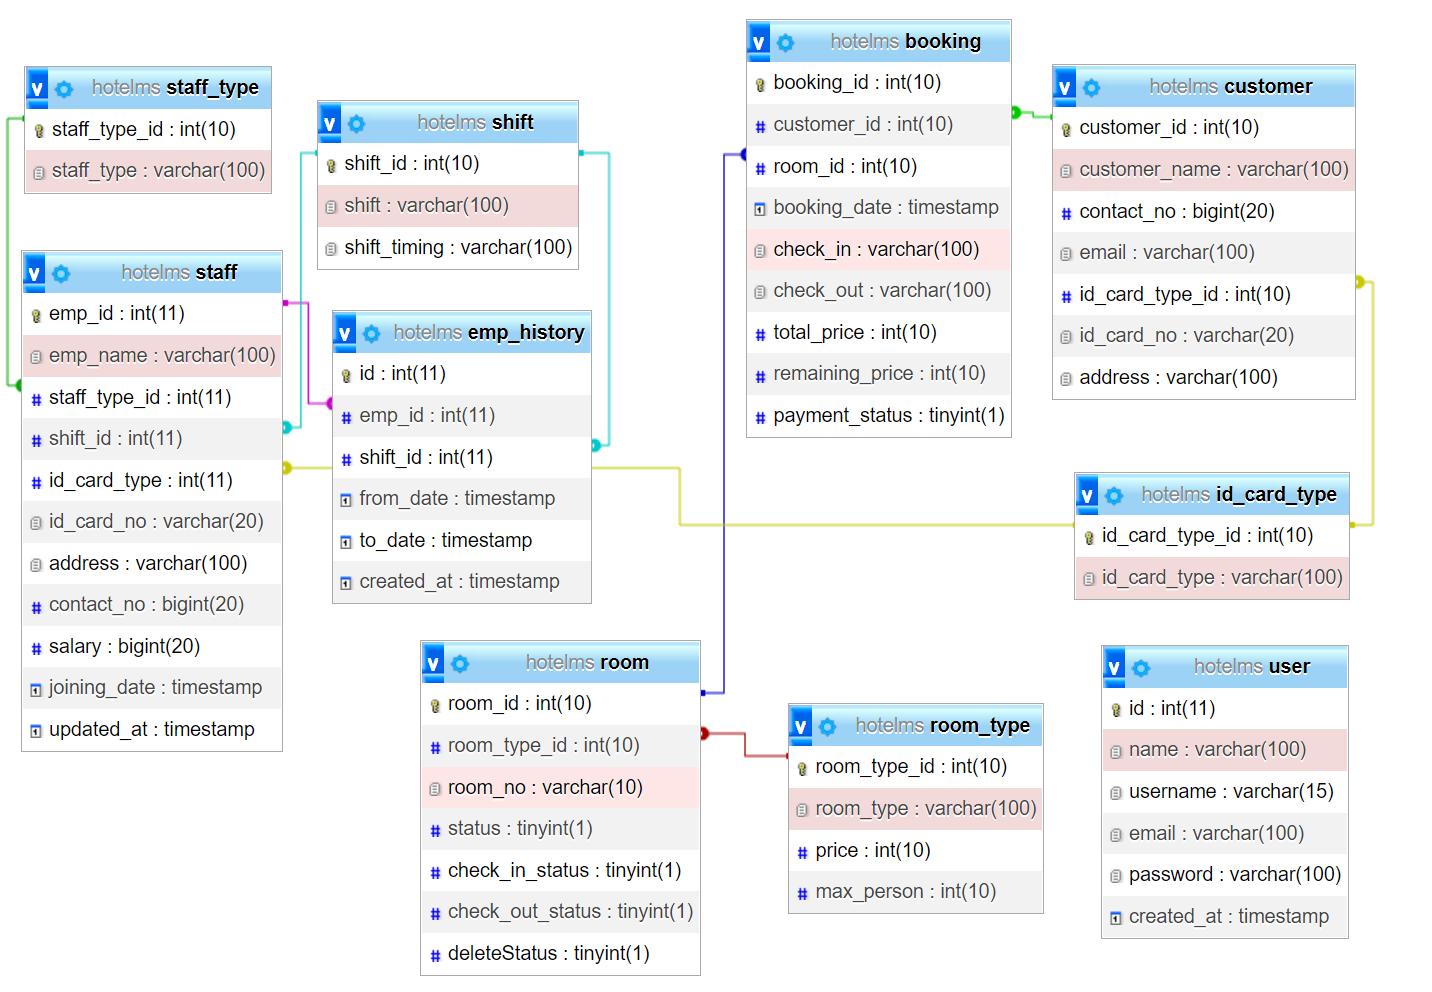 hotelms staff_type
staff_type_id : int(10)
staff_type : varchar(100)
hotelms shift
shift_id : int(10)
shift : varchar(100)
shift_timing : varchar(100)
hotelms booking
booking_id : int(10)
customer_id : int(10)
room_id : int(10)
booking_date : timestamp
check_in : varchar(100)
check_out : varchar(100)
total_price : int(10)
remaining_price : int(10)
payment_status : tinyint(1)
hotelms customer
customer_id : int(10)
customer_name : varchar(100)
contact_no : bigint(20)
email : varchar(100)
id_card_type_id : int(10)
id_card_no : varchar(20)
address : varchar(100)
hotelms staff
emp_id : int(11)
emp_name : varchar(100)
staff_type_id : int(11)
shift_id : int(11)
id_card_type : int(11)
id_card_no : varchar(20)
address : varchar(100)
contact_no : bigint(20)
salary : bigint(20)
joining_date : timestamp
updated_at : timestamp
hotelms emp_history
id : int(11)
emp_id : int(11)
shift_id : int(11)
from_date : timestamp
to_date : timestamp
created_at : timestamp
hotelms id_card_type
id_card_type_id : int(10)
id_card_type : varchar(100)
hotelms room
room_id : int(10)
room_type_id : int(10)
room_no : varchar(10)
status : tinyint(1)
check_in_status : tinyint(1)
check_out_status : tinyint(1)
deleteStatus : tinyint(1)
hotelms room_type
room_type_id : int(10)
room_type : varchar(100)
price : int(10)
max_person : int(10)
hotelms user
id : int(11)
name : varchar(100)
username : varchar(15)
email : varchar(100)
password : varchar(100)
created_at : timestamp